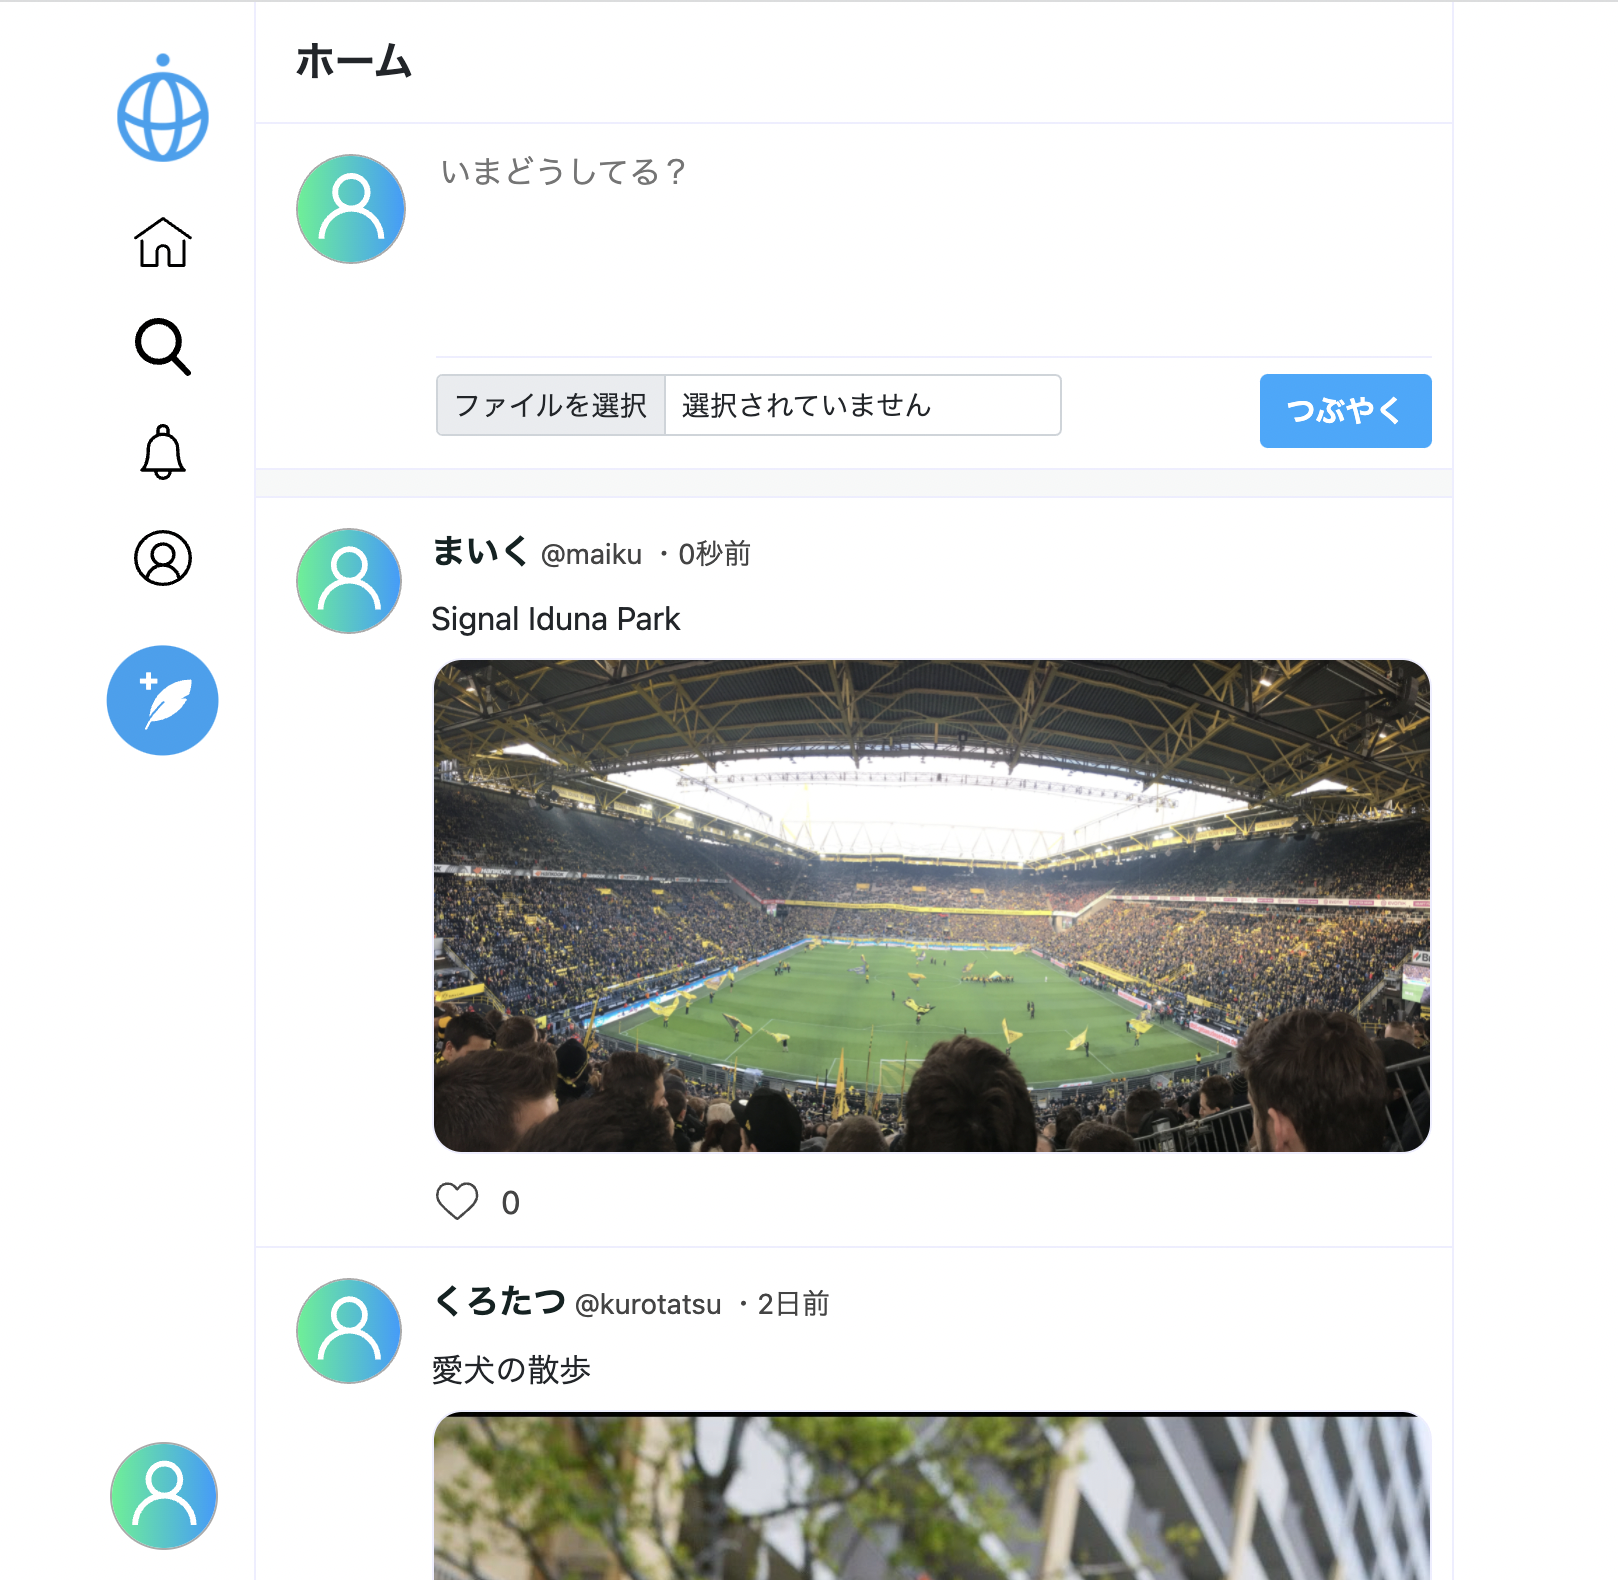 ホーム
いまどうしてる？
ファイルを選択 選択されていません
つぶやく
まいく @maiku ・0秒前
Signal Iduna Park
0
くろたつ @kurotatsu ・2日前
愛犬の散歩